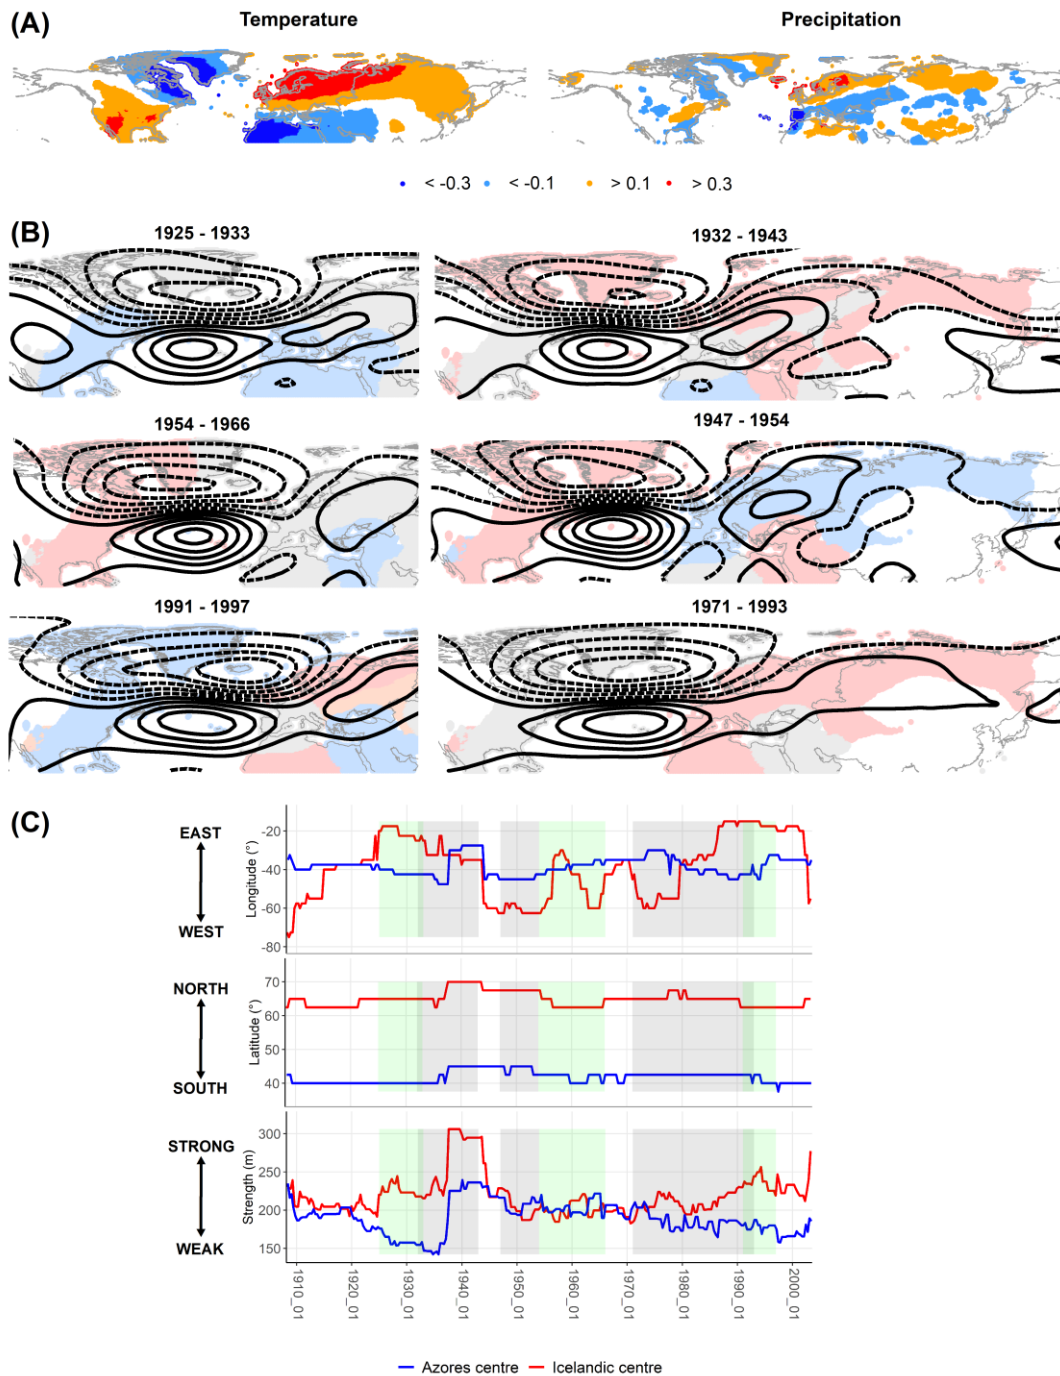 (A)
Temperature
Precipitation
< -0.3
< -0.1
> 0.1
> 0.3
(B)
1925 - 1933
1932 - 1943
1954 - 1966
1947 - 1954
1991 - 1997
1971 - 1993
(C)
EAST
WEST
Longitude (°)
-20
-40
-60
-80
NORTH
SOUTH
Latitude (°)
70
60
50
40
STRONG
WEAK
Strength (m)
300
250
200
150
1910_01
1920_01
1930_01
1940_01
1950_01
1960_01
1970_01
1980_01
1990_01
2000_01
Azores centre
Icelandic centre